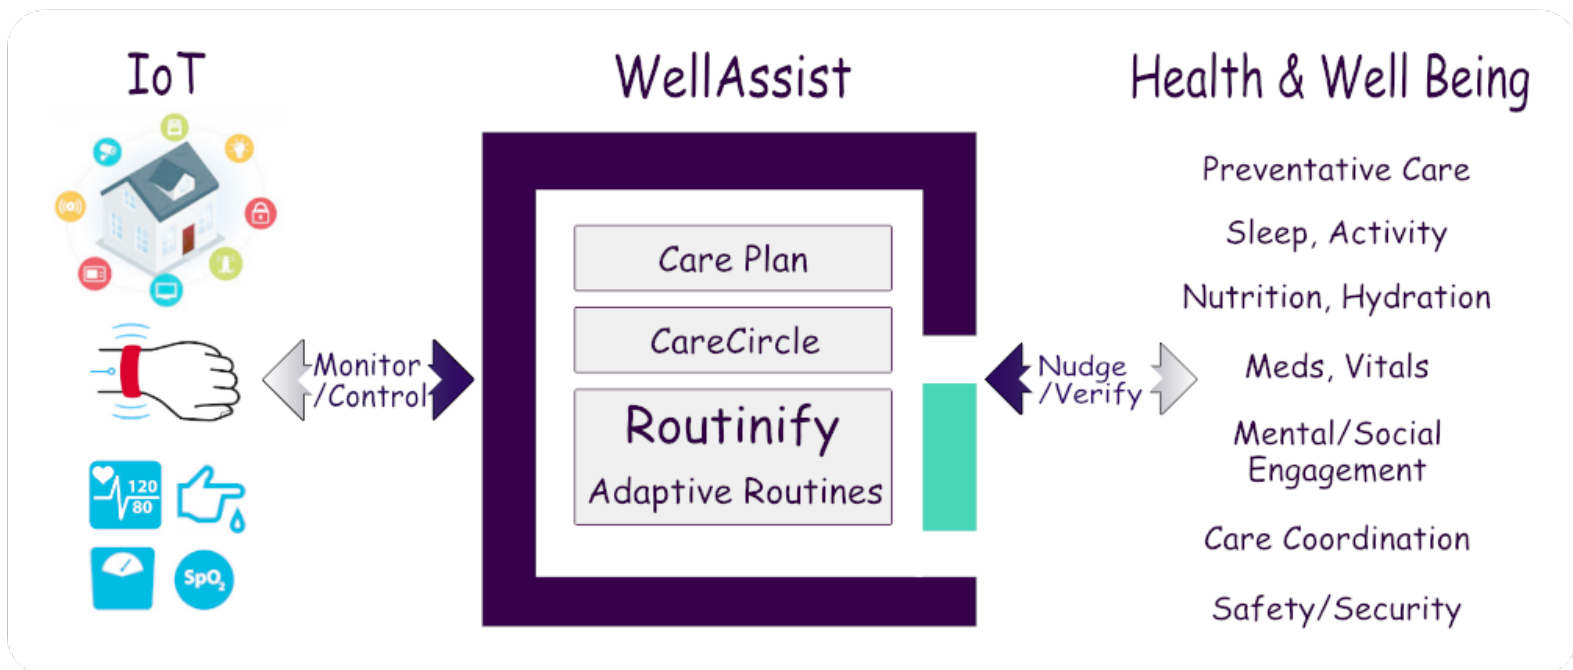 IoT
WellAssist
Health & Well Being
120
80
SpO₂
Monitor
/Control
Care Plan
CareCircle
Routinify
Adaptive Routines
Nudge
/Verify
Preventative Care
Sleep, Activity
Nutrition, Hydration
Meds, Vitals
Mental/Social
Engagement
Care Coordination
Safety/Security